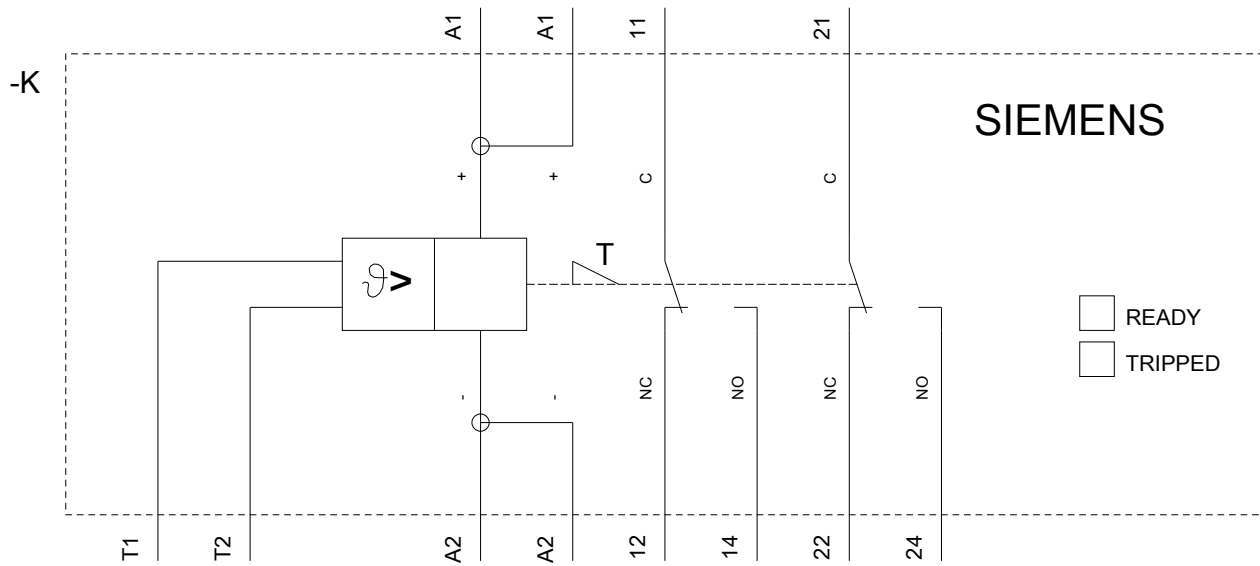 A1
A1
11
21
-K
SIEMENS
+
+
C
C
ϑ>
T
READY
TRIPPED
-
-
NC
NO
NC
NO
T1
T2
A2
A2
12
14
22
24